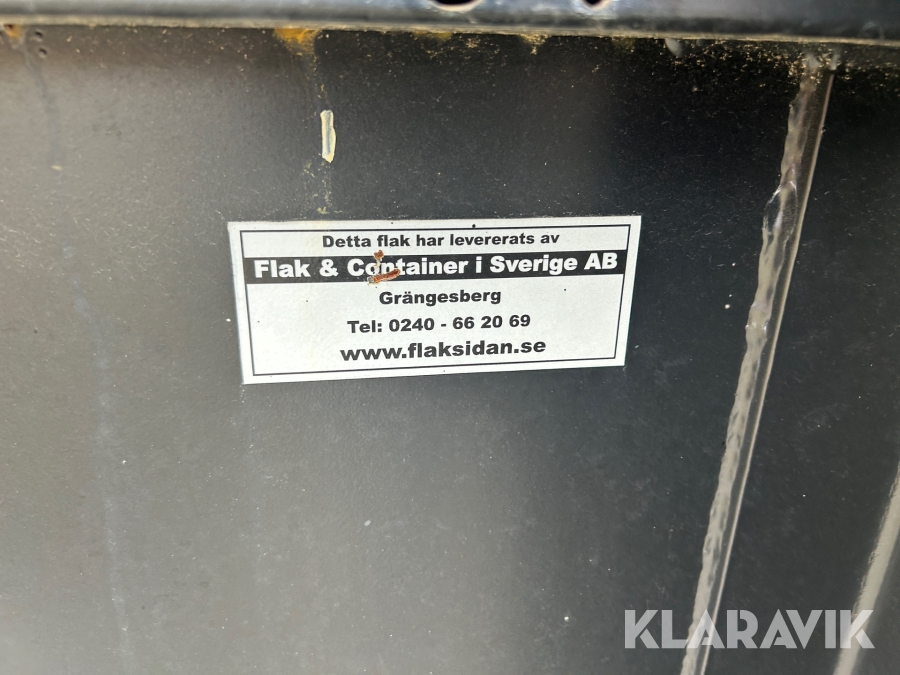 Detta flak har levererats av
Flak & Container i Sverige AB
Grängesberg
Tel: 0240 - 66 20 69
www.flaksidan.se
KLARAVIK